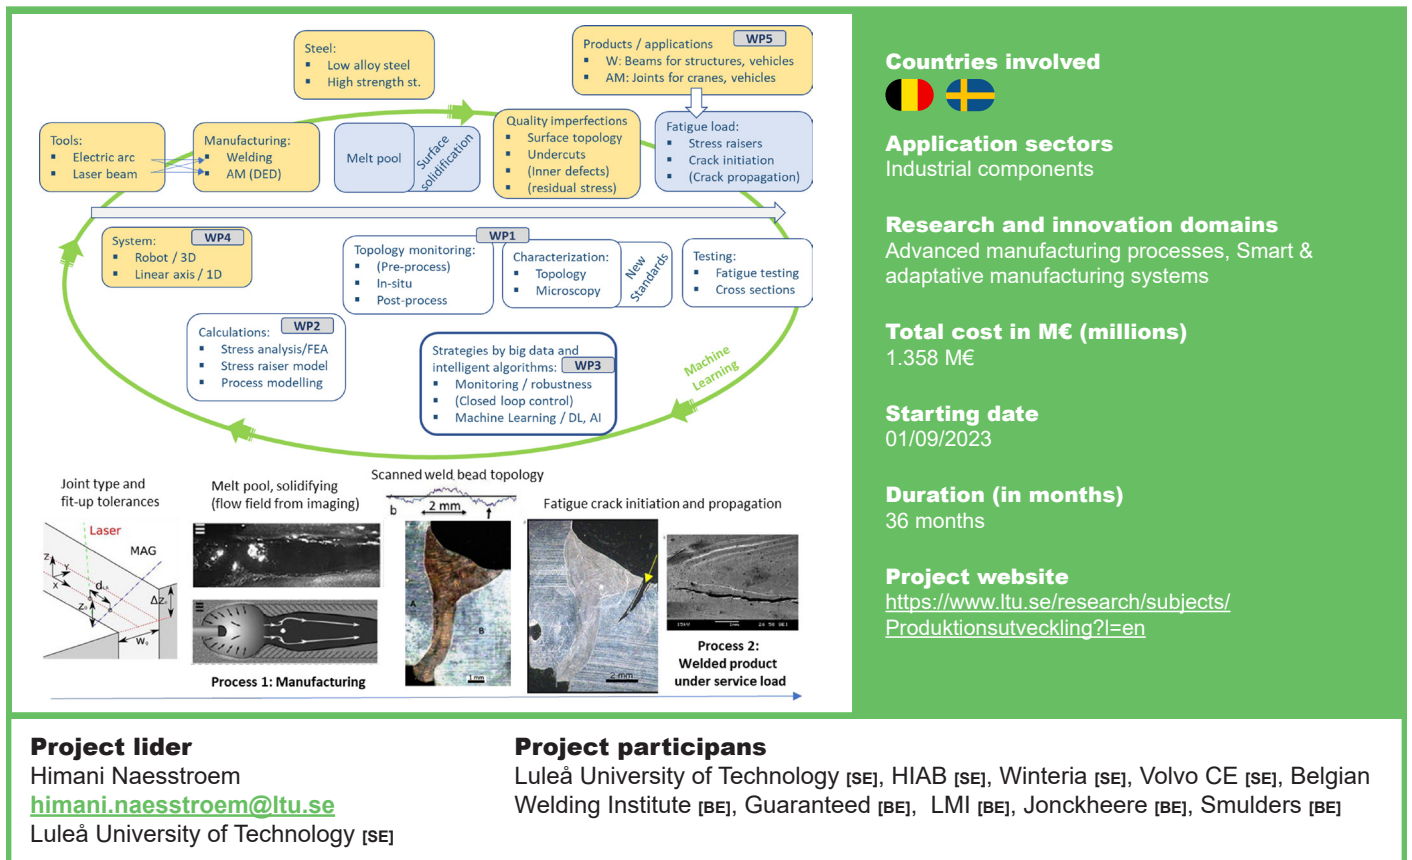 Steel:
▪ Low alloy steel
▪ High strength st.
Products / applications
WP5
▪ W: Beams for structures, vehicles
▪ AM: Joints for cranes, vehicles
Tools:
▪ Electric arc
▪ Laser beam
Manufacturing:
▪ Welding
▪ AM (DED)
Melt pool
Surface
solidification
Quality imperfections
▪ Surface topology
▪ Undercuts
▪ (Inner defects)
▪ (residual stress)
Fatigue load:
▪ Stress raisers
▪ Crack initiation
▪ (Crack propagation)
System:
WP4
▪ Robot / 3D
▪ Linear axis / 1D
WP1
Topology monitoring:
▪ (Pre-process)
▪ In-situ
▪ Post-process
Characterization:
▪ Topology
▪ Microscopy
New
Standards
Testing:
▪ Fatigue testing
▪ Cross sections
Calculations:
WP2
▪ Stress analysis/FEA
▪ Stress raiser model
▪ Process modelling
Strategies by big data and
intelligent algorithms:
WP3
▪ Monitoring / robustness
▪ (Closed loop control)
▪ Machine Learning / DL, AI
Machine
Learning
Joint type and
fit-up tolerances
Laser
MAG
Z
Y
X
Melt pool, solidifying
(flow field from imaging)
Process 1: Manufacturing
Scanned weld bead topology
b
2 mm
A
B
1 mm
Fatigue crack initiation and propagation
2 mm
Process 2:
Welded product
under service load
Countries involved
Application sectors
Industrial components
Research and innovation domains
Advanced manufacturing processes, Smart &
adaptative manufacturing systems
Total cost in M€ (millions)
1.358 M€
Starting date
01/09/2023
Duration (in months)
36 months
Project website
https://www.ltu.se/research/subjects/
Produktionsutveckling?l=en
Project lider
Himani Naesstroem
himani.naesstroem@ltu.se
Luleå University of Technology [SE]
Project participans
Luleå University of Technology [SE], HIAB [SE], Winteria [SE], Volvo CE [SE], Belgian
Welding Institute [BE], Guaranteed [BE], LMI [BE], Jonckheere [BE], Smulders [BE]